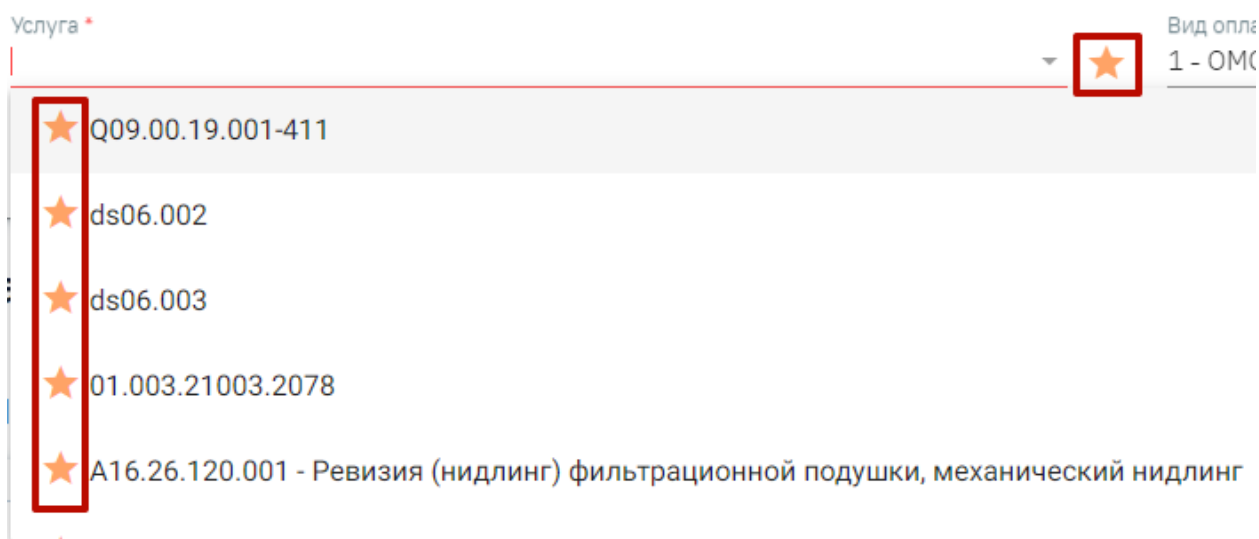 Услуга *
Вид опла
1 - ОМС
Q09.00.19.001-411
ds06.002
ds06.003
01.003.21003.2078
A16.26.120.001 - Ревизия (нидлинг) фильтрационной подушки, механический нидлинг